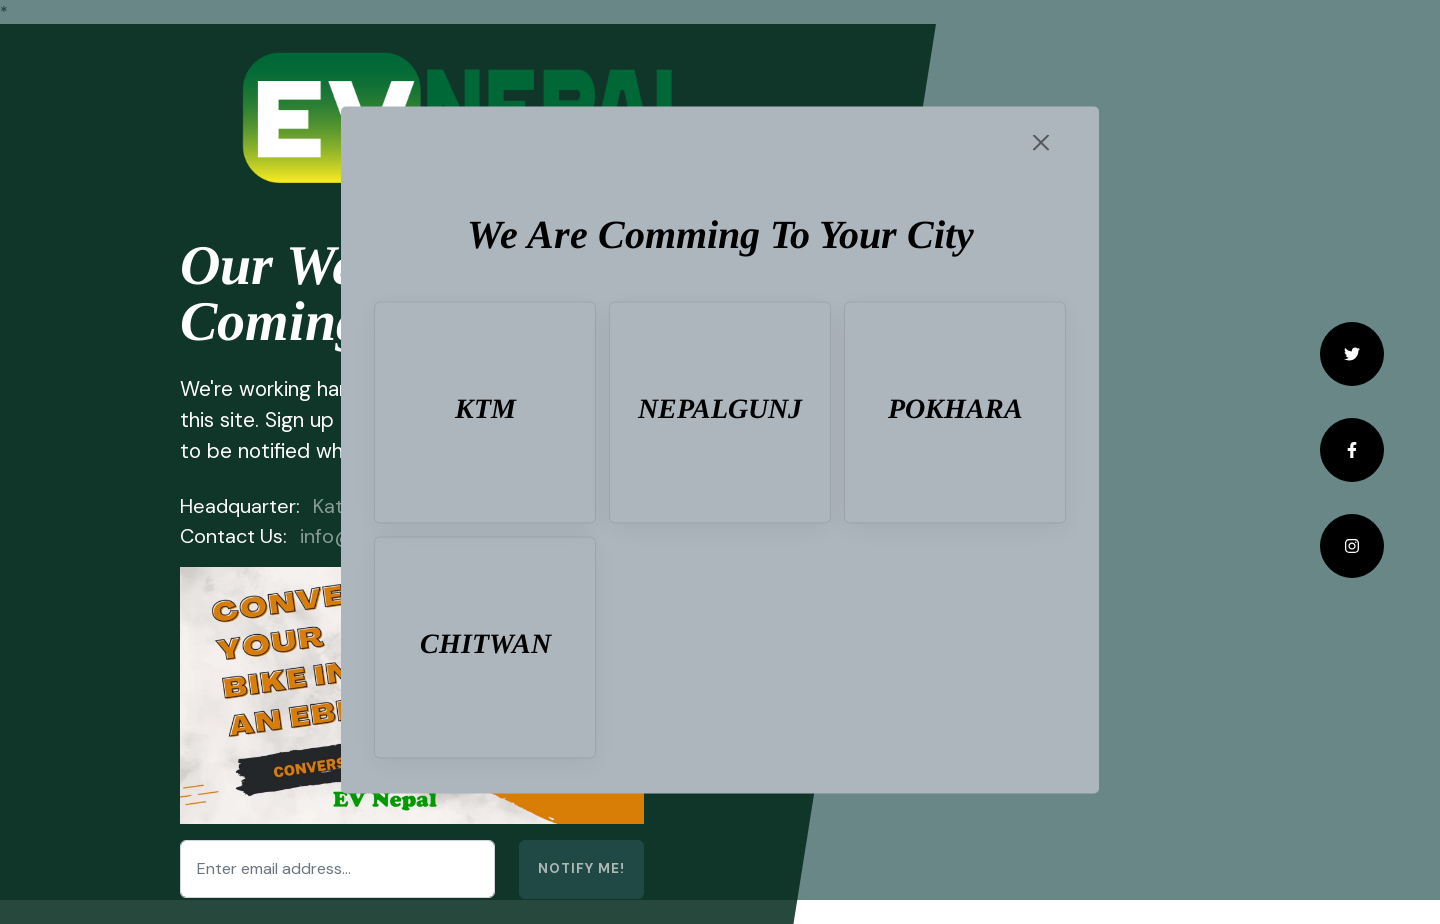 *
EV NEPAL
We Are Comming To Your City
KTM
NEPALGUNJ
POKHARA
CHITWAN
Our We
Coming
We're working har
this site. Sign up
to be notified wh
Headquarter: Kat
Contact Us: info@
CONVE
YOUR
BIKE IN
AN EB
CONVERS
EV Nepal
Enter email address...
NOTIFY ME!